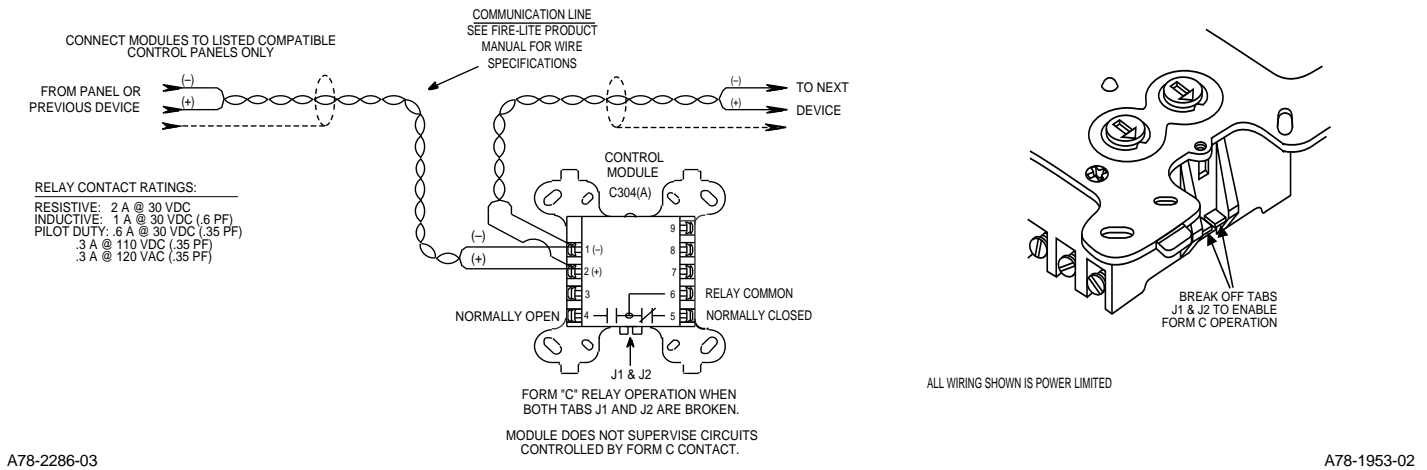 COMMUNICATION LINE
SEE FIRE-LITE PRODUCT
MANUAL FOR WIRE
SPECIFICATIONS
CONNECT MODULES TO LISTED COMPATIBLE
CONTROL PANELS ONLY
FROM PANEL OR
PREVIOUS DEVICE
(–)
(+)
(–)
(+)
TO NEXT
DEVICE
RELAY CONTACT RATINGS:
RESISTIVE: 2 A @ 30 VDC
INDUCTIVE: 1 A @ 30 VDC (.6 PF)
PILOT DUTY: .6 A @ 30 VDC (.35 PF)
.3 A @ 110 VDC (.35 PF)
.3 A @ 120 VAC (.35 PF)
CONTROL
MODULE
C304(A)
(–)
(+)
1 (–)
2 (+)
3
4
9
8
7
6
5
RELAY COMMON
NORMALLY OPEN
NORMALLY CLOSED
J1 & J2
FORM "C" RELAY OPERATION WHEN
BOTH TABS J1 AND J2 ARE BROKEN.
MODULE DOES NOT SUPERVISE CIRCUITS
CONTROLLED BY FORM C CONTACT.
BREAK OFF TABS
J1 & J2 TO ENABLE
FORM C OPERATION
ALL WIRING SHOWN IS POWER LIMITED
A78-2286-03
A78-1953-02